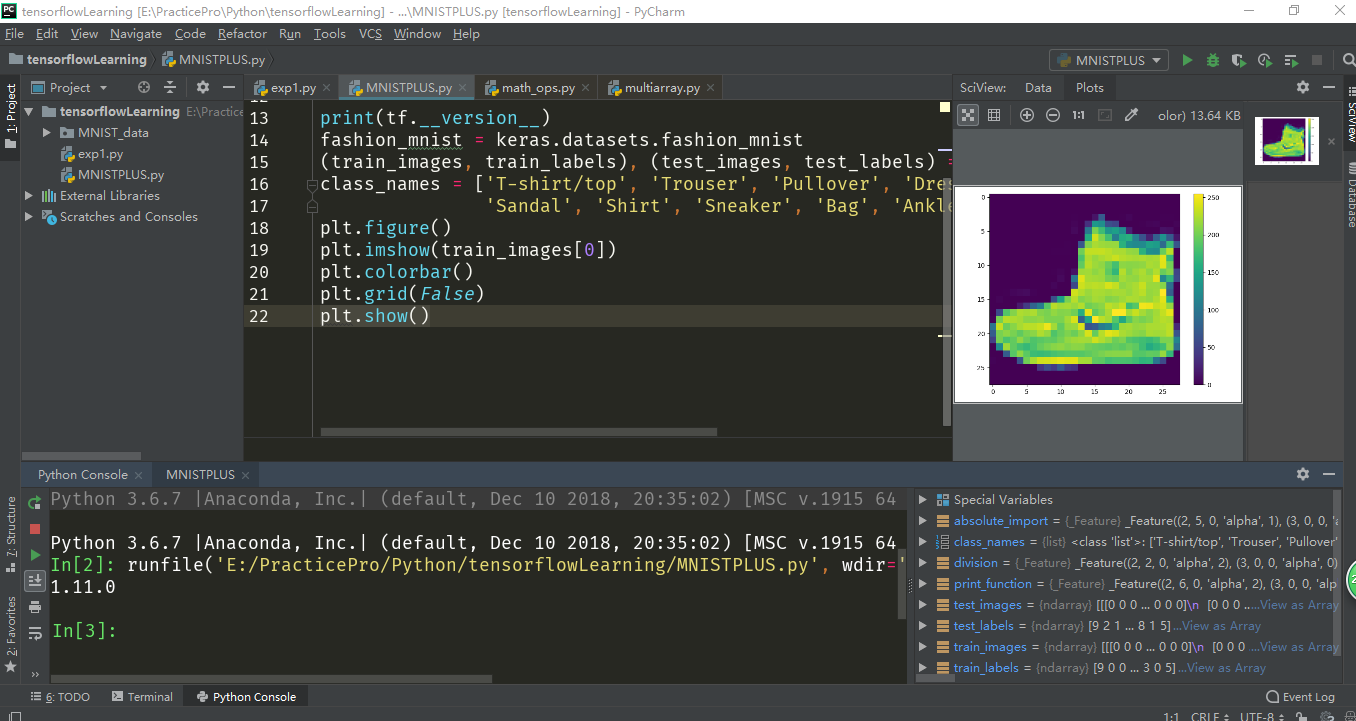 tensorflowLearning [E:\PracticePro\Python\tensorflowLearning] - ...\MNISTPLUS.py [tensorflowLearning] - PyCharm
File Edit View Navigate Code Refactor Run Tools VCS Window Help
tensorflowLearning MNISTPLUS.py MNISTPLUS
1: Project
Project
tensorflowLearning E:\Practice
MNIST_data
exp1.py
MNISTPLUS.py
External Libraries
Scratches and Consoles
exp1.py MNISTPLUS.py math_ops.py multiarray.py
13 print(tf.__version__)
14 fashion_mnist = keras.datasets.fashion_mnist
15 (train_images, train_labels), (test_images, test_labels) =
16 class_names = ['T-shirt/top', 'Trouser', 'Pullover', 'Dres
17 'Sandal', 'Shirt', 'Sneaker', 'Bag', 'Ankl
18 plt.figure()
19 plt.imshow(train_images[0])
20 plt.colorbar()
21 plt.grid(False)
22 plt.show()
SciView: Data Plots
1:1 olor) 13.64 KB
0
5
10
15
20
25
0 5 10 15 20 25
250
200
150
100
50
0
SciView
Database
Python Console MNISTPLUS
Python 3.6.7 |Anaconda, Inc.| (default, Dec 10 2018, 20:35:02) [MSC v.1915 64
Python 3.6.7 |Anaconda, Inc.| (default, Dec 10 2018, 20:35:02) [MSC v.1915 64
In[2]: runfile('E:/PracticePro/Python/tensorflowLearning/MNISTPLUS.py', wdir='
1.11.0
In[3]:
Special Variables
absolute_import = {_Feature} _Feature((2, 5, 0, 'alpha', 1), (3, 0, 0, 'a
class_names = {list} <class 'list'>: ['T-shirt/top', 'Trouser', 'Pullover'
division = {_Feature} _Feature((2, 2, 0, 'alpha', 2), (3, 0, 0, 'alpha', 0)
print_function = {_Feature} _Feature((2, 6, 0, 'alpha', 2), (3, 0, 0, 'alp
test_images = {ndarray} [[[0 0 0 ... 0 0 0]\n [0 0 0 ...View as Array
test_labels = {ndarray} [9 2 1 ... 8 1 5]...View as Array
train_images = {ndarray} [[[0 0 0 ... 0 0 0]\n [0 0 0 ...View as Array
train_labels = {ndarray} [9 0 0 ... 3 0 5]...View as Array
7: Structure
2: Favorites
6: TODO Terminal Python Console Event Log
1:1 CRLF UTF-8